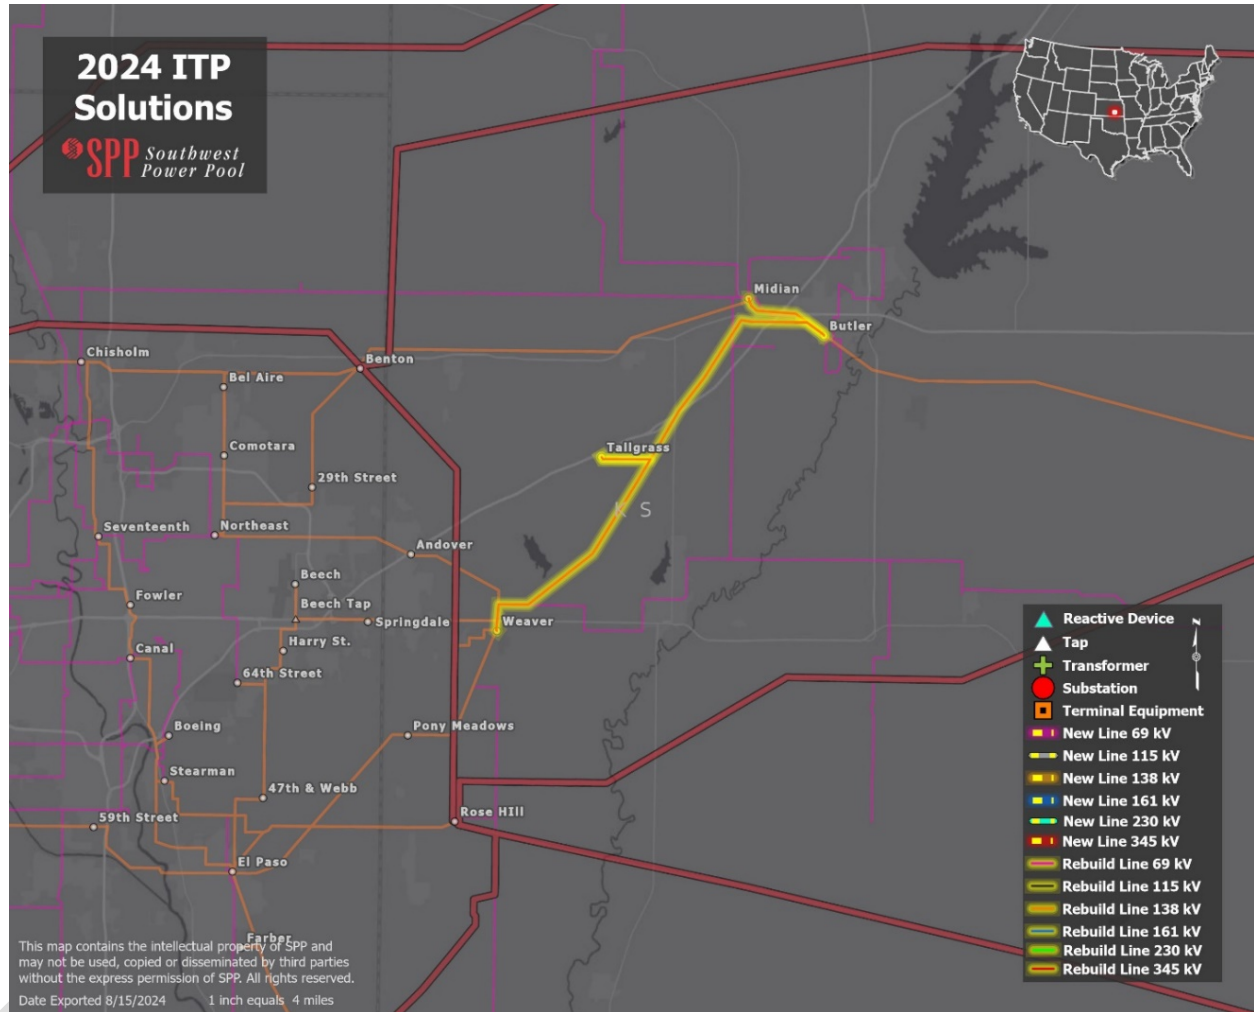 2024 ITP
Solutions
SPP Southwest
Power Pool
Midian
Butler
Chisholm
Benton
Bel Aire
Comotara
Tallgrass
29th Street
K S
Seventeenth
Northeast
Andover
Beech
Fowler
Beech Tap
Springdale
Weaver
Harry St.
Canal
64th Street
Boeing
Pony Meadows
Stearman
47th & Webb
59th Street
Rose Hill
El Paso
Farber
N
Reactive Device
Tap
Transformer
Substation
Terminal Equipment
New Line 69 kV
New Line 115 kV
New Line 138 kV
New Line 161 kV
New Line 230 kV
New Line 345 kV
Rebuild Line 69 kV
Rebuild Line 115 kV
Rebuild Line 138 kV
Rebuild Line 161 kV
Rebuild Line 230 kV
Rebuild Line 345 kV
This map contains the intellectual property of SPP and
may not be used, copied or disseminated by third parties
without the express permission of SPP. All rights reserved.
Date Exported 8/15/2024 1 inch equals 4 miles